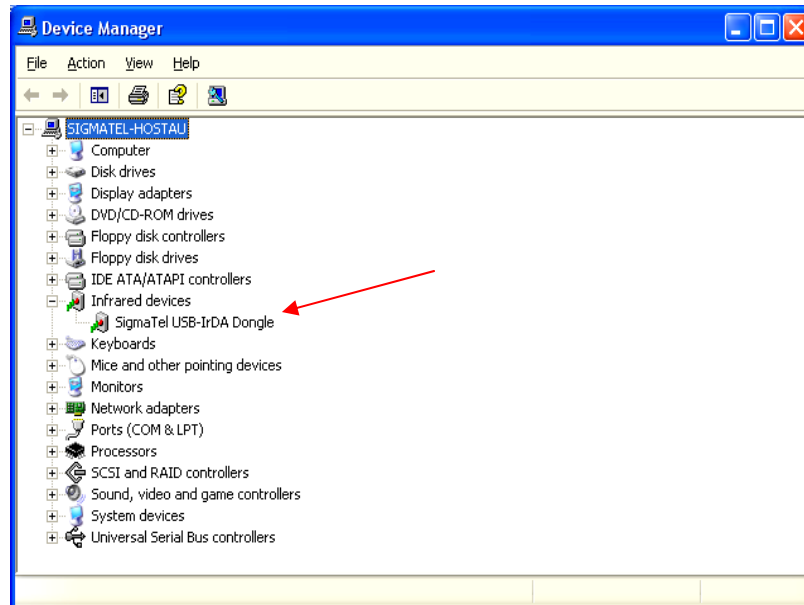 Device Manager
File Action View Help
SIGMATEL-HOSTAU
Computer
Disk drives
Display adapters
DVD/CD-ROM drives
Floppy disk controllers
Floppy disk drives
IDE ATA/ATAPI controllers
Infrared devices
SigmaTel USB-IrDA Dongle
Keyboards
Mice and other pointing devices
Monitors
Network adapters
Ports (COM & LPT)
Processors
SCSI and RAID controllers
Sound, video and game controllers
System devices
Universal Serial Bus controllers